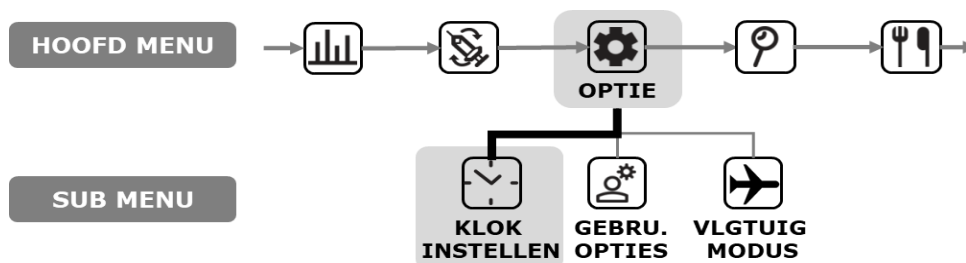 HOOFD MENU
OPTIE
SUB MENU
KLOK
INSTELLEN
GEBRU.
OPTIES
VLGTUIG
MODUS